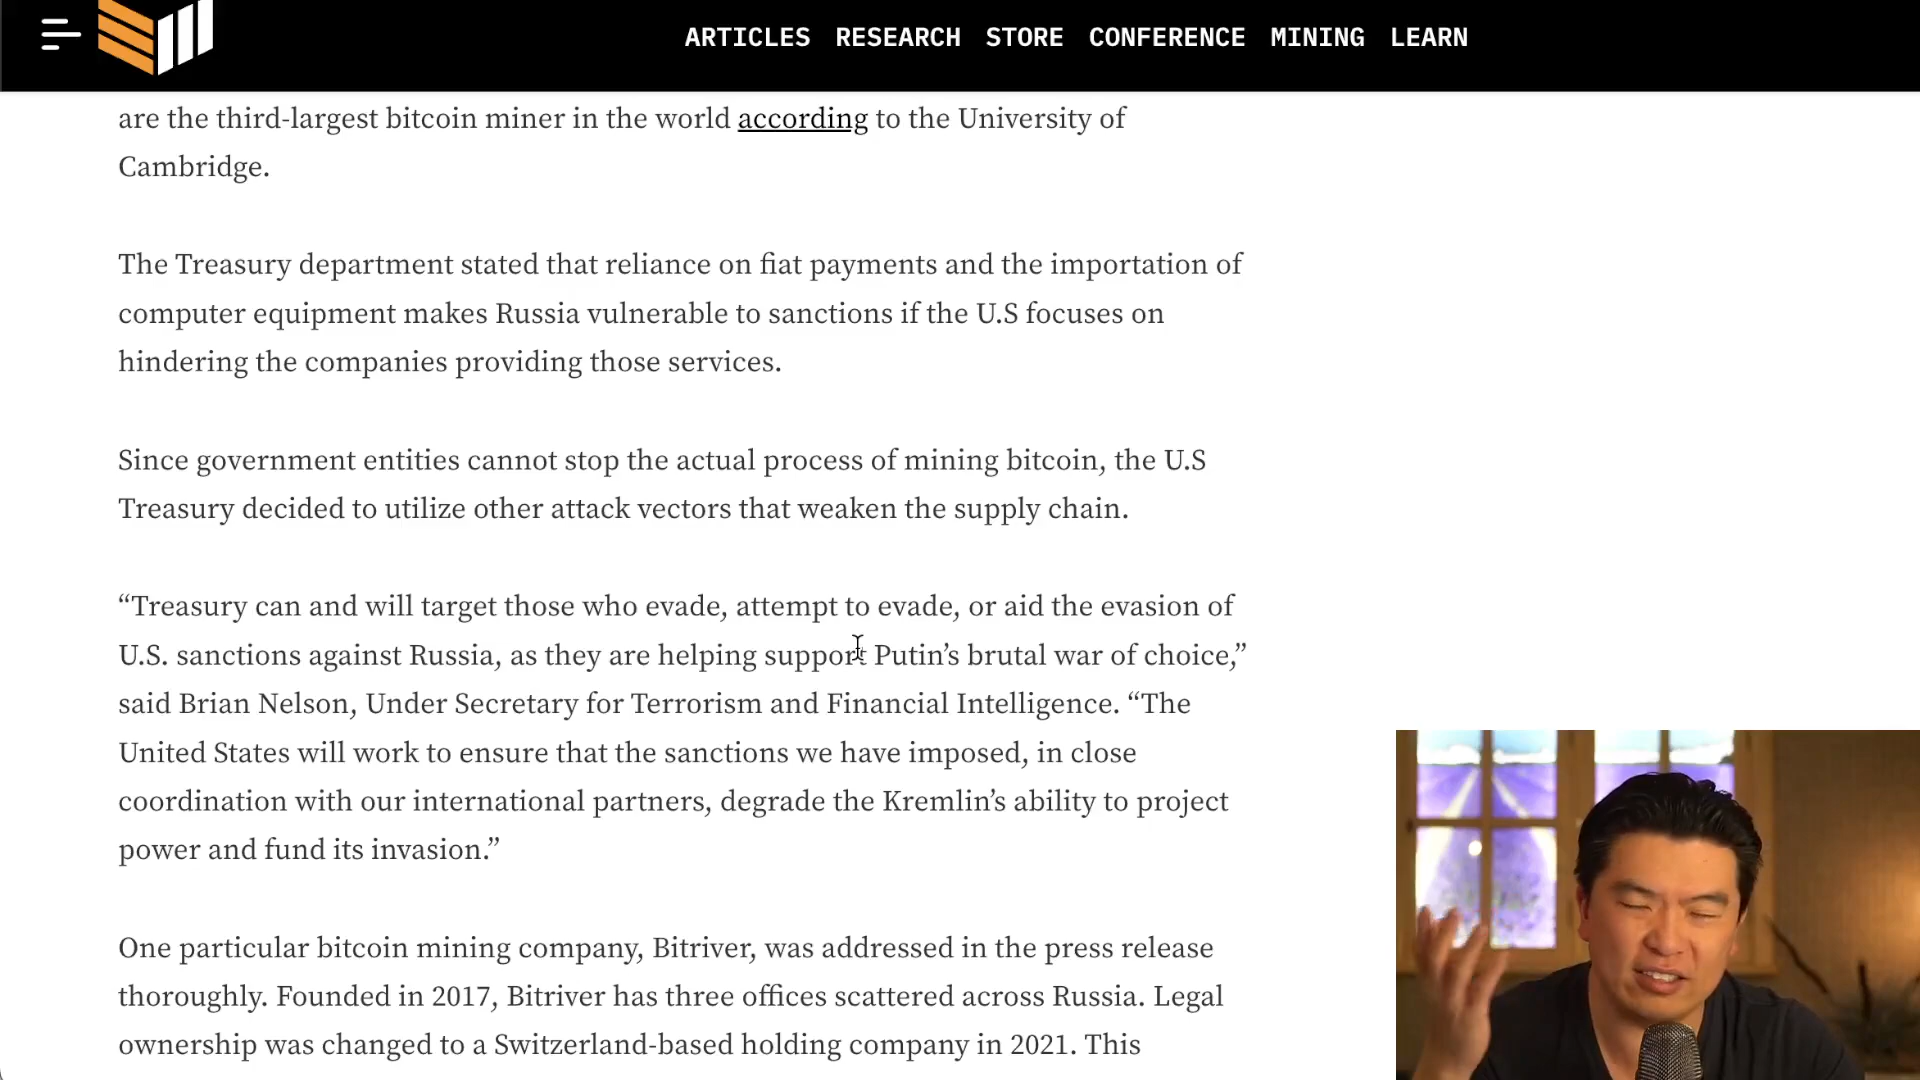 ARTICLES RESEARCH STORE CONFERENCE MINING LEARN
are the third-largest bitcoin miner in the world according to the University of
Cambridge.
The Treasury department stated that reliance on fiat payments and the importation of
computer equipment makes Russia vulnerable to sanctions if the U.S focuses on
hindering the companies providing those services.
Since government entities cannot stop the actual process of mining bitcoin, the U.S
Treasury decided to utilize other attack vectors that weaken the supply chain.
“Treasury can and will target those who evade, attempt to evade, or aid the evasion of
U.S. sanctions against Russia, as they are helping support Putin’s brutal war of choice,”
said Brian Nelson, Under Secretary for Terrorism and Financial Intelligence. “The
United States will work to ensure that the sanctions we have imposed, in close
coordination with our international partners, degrade the Kremlin’s ability to project
power and fund its invasion.”
One particular bitcoin mining company, Bitriver, was addressed in the press release
thoroughly. Founded in 2017, Bitriver has three offices scattered across Russia. Legal
ownership was changed to a Switzerland-based holding company in 2021. This